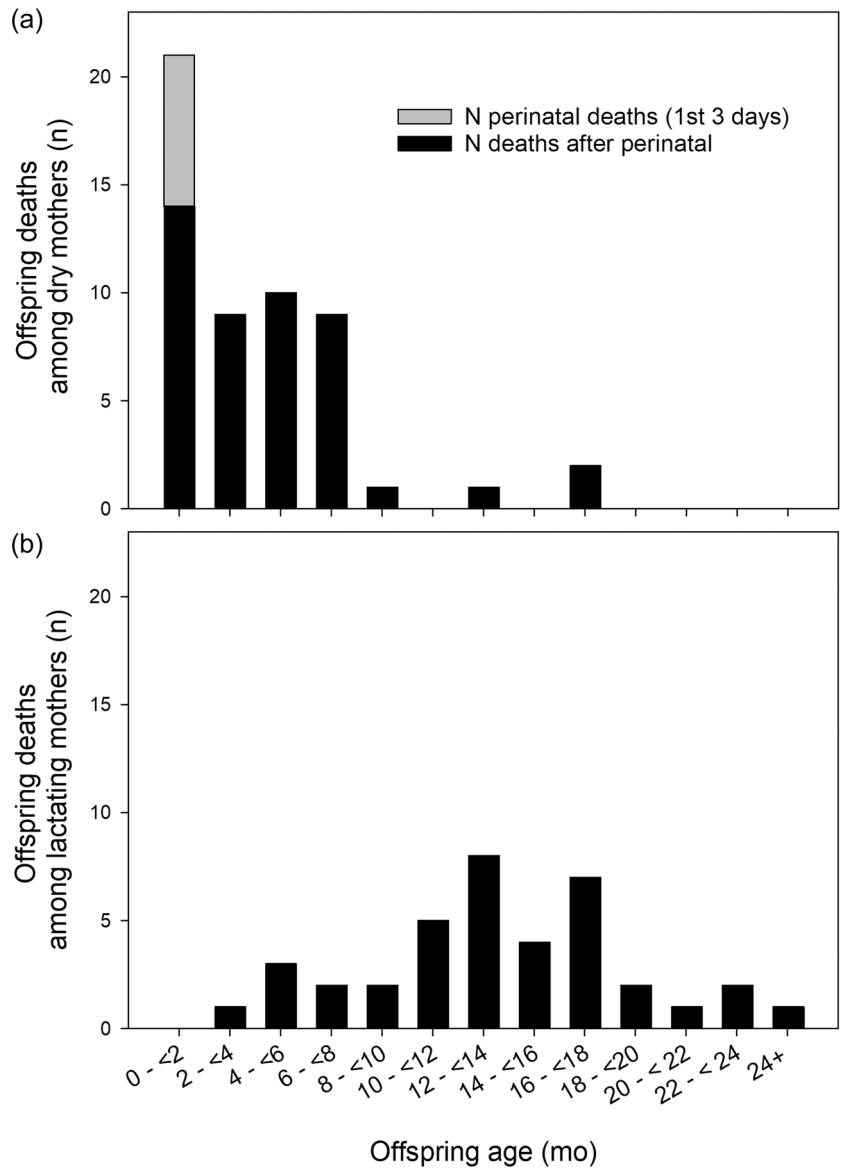 (a)
Offspring deaths
among dry mothers (n)
20
15
10
5
0
N perinatal deaths (1st 3 days)
N deaths after perinatal
(b)
Offspring deaths
among lactating mothers (n)
20
15
10
5
0
0 - <2
2 - <4
4 - <6
6 - <8
8 - <10
10 - <12
12 - <14
14 - <16
16 - <18
18 - <20
20 - < 22
22 - < 24
24+
Offspring age (mo)